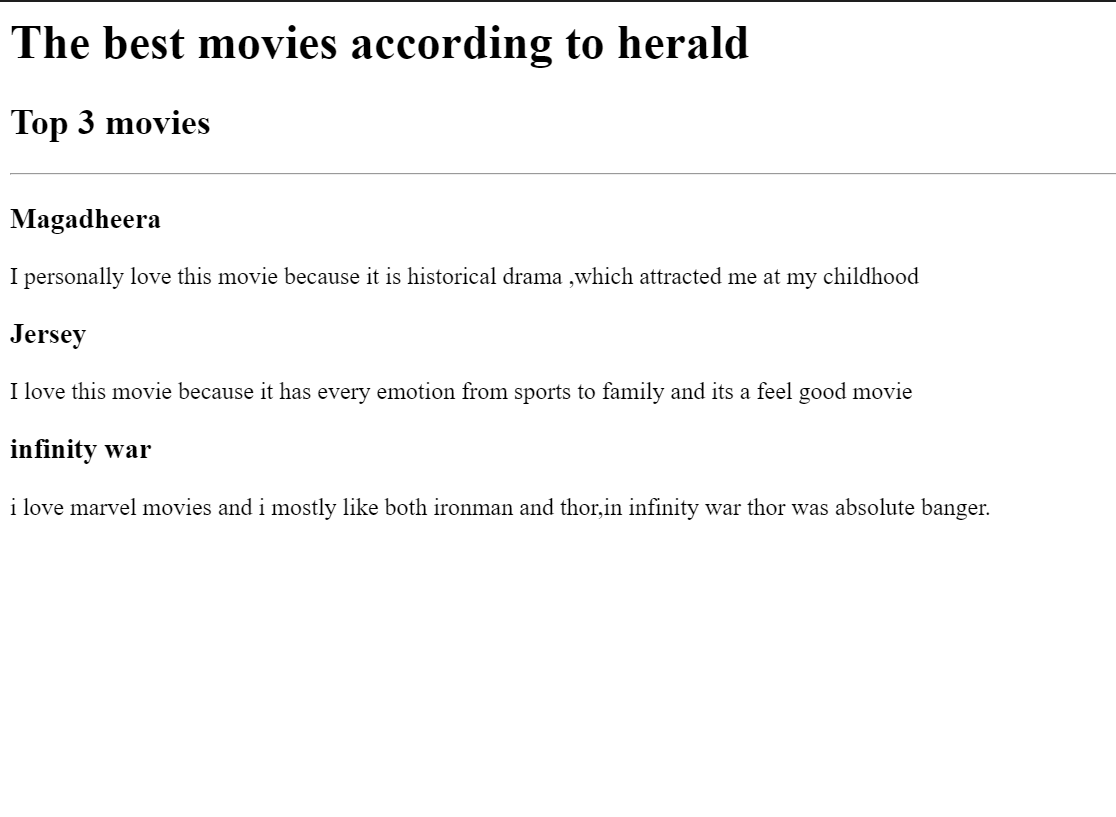 The best movies according to herald
Top 3 movies
Magadheera
I personally love this movie because it is historical drama ,which attracted me at my childhood
Jersey
I love this movie because it has every emotion from sports to family and its a feel good movie
infinity war
i love marvel movies and i mostly like both ironman and thor,in infinity war thor was absolute banger.